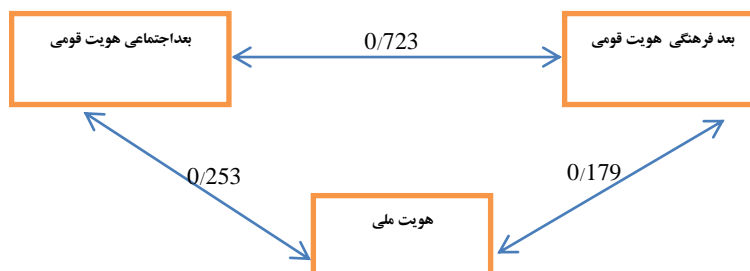 بعد فرهنگی هویت قومی
0/723
بعداجتماعی هویت قومی
0/179
0/253
هویت ملی